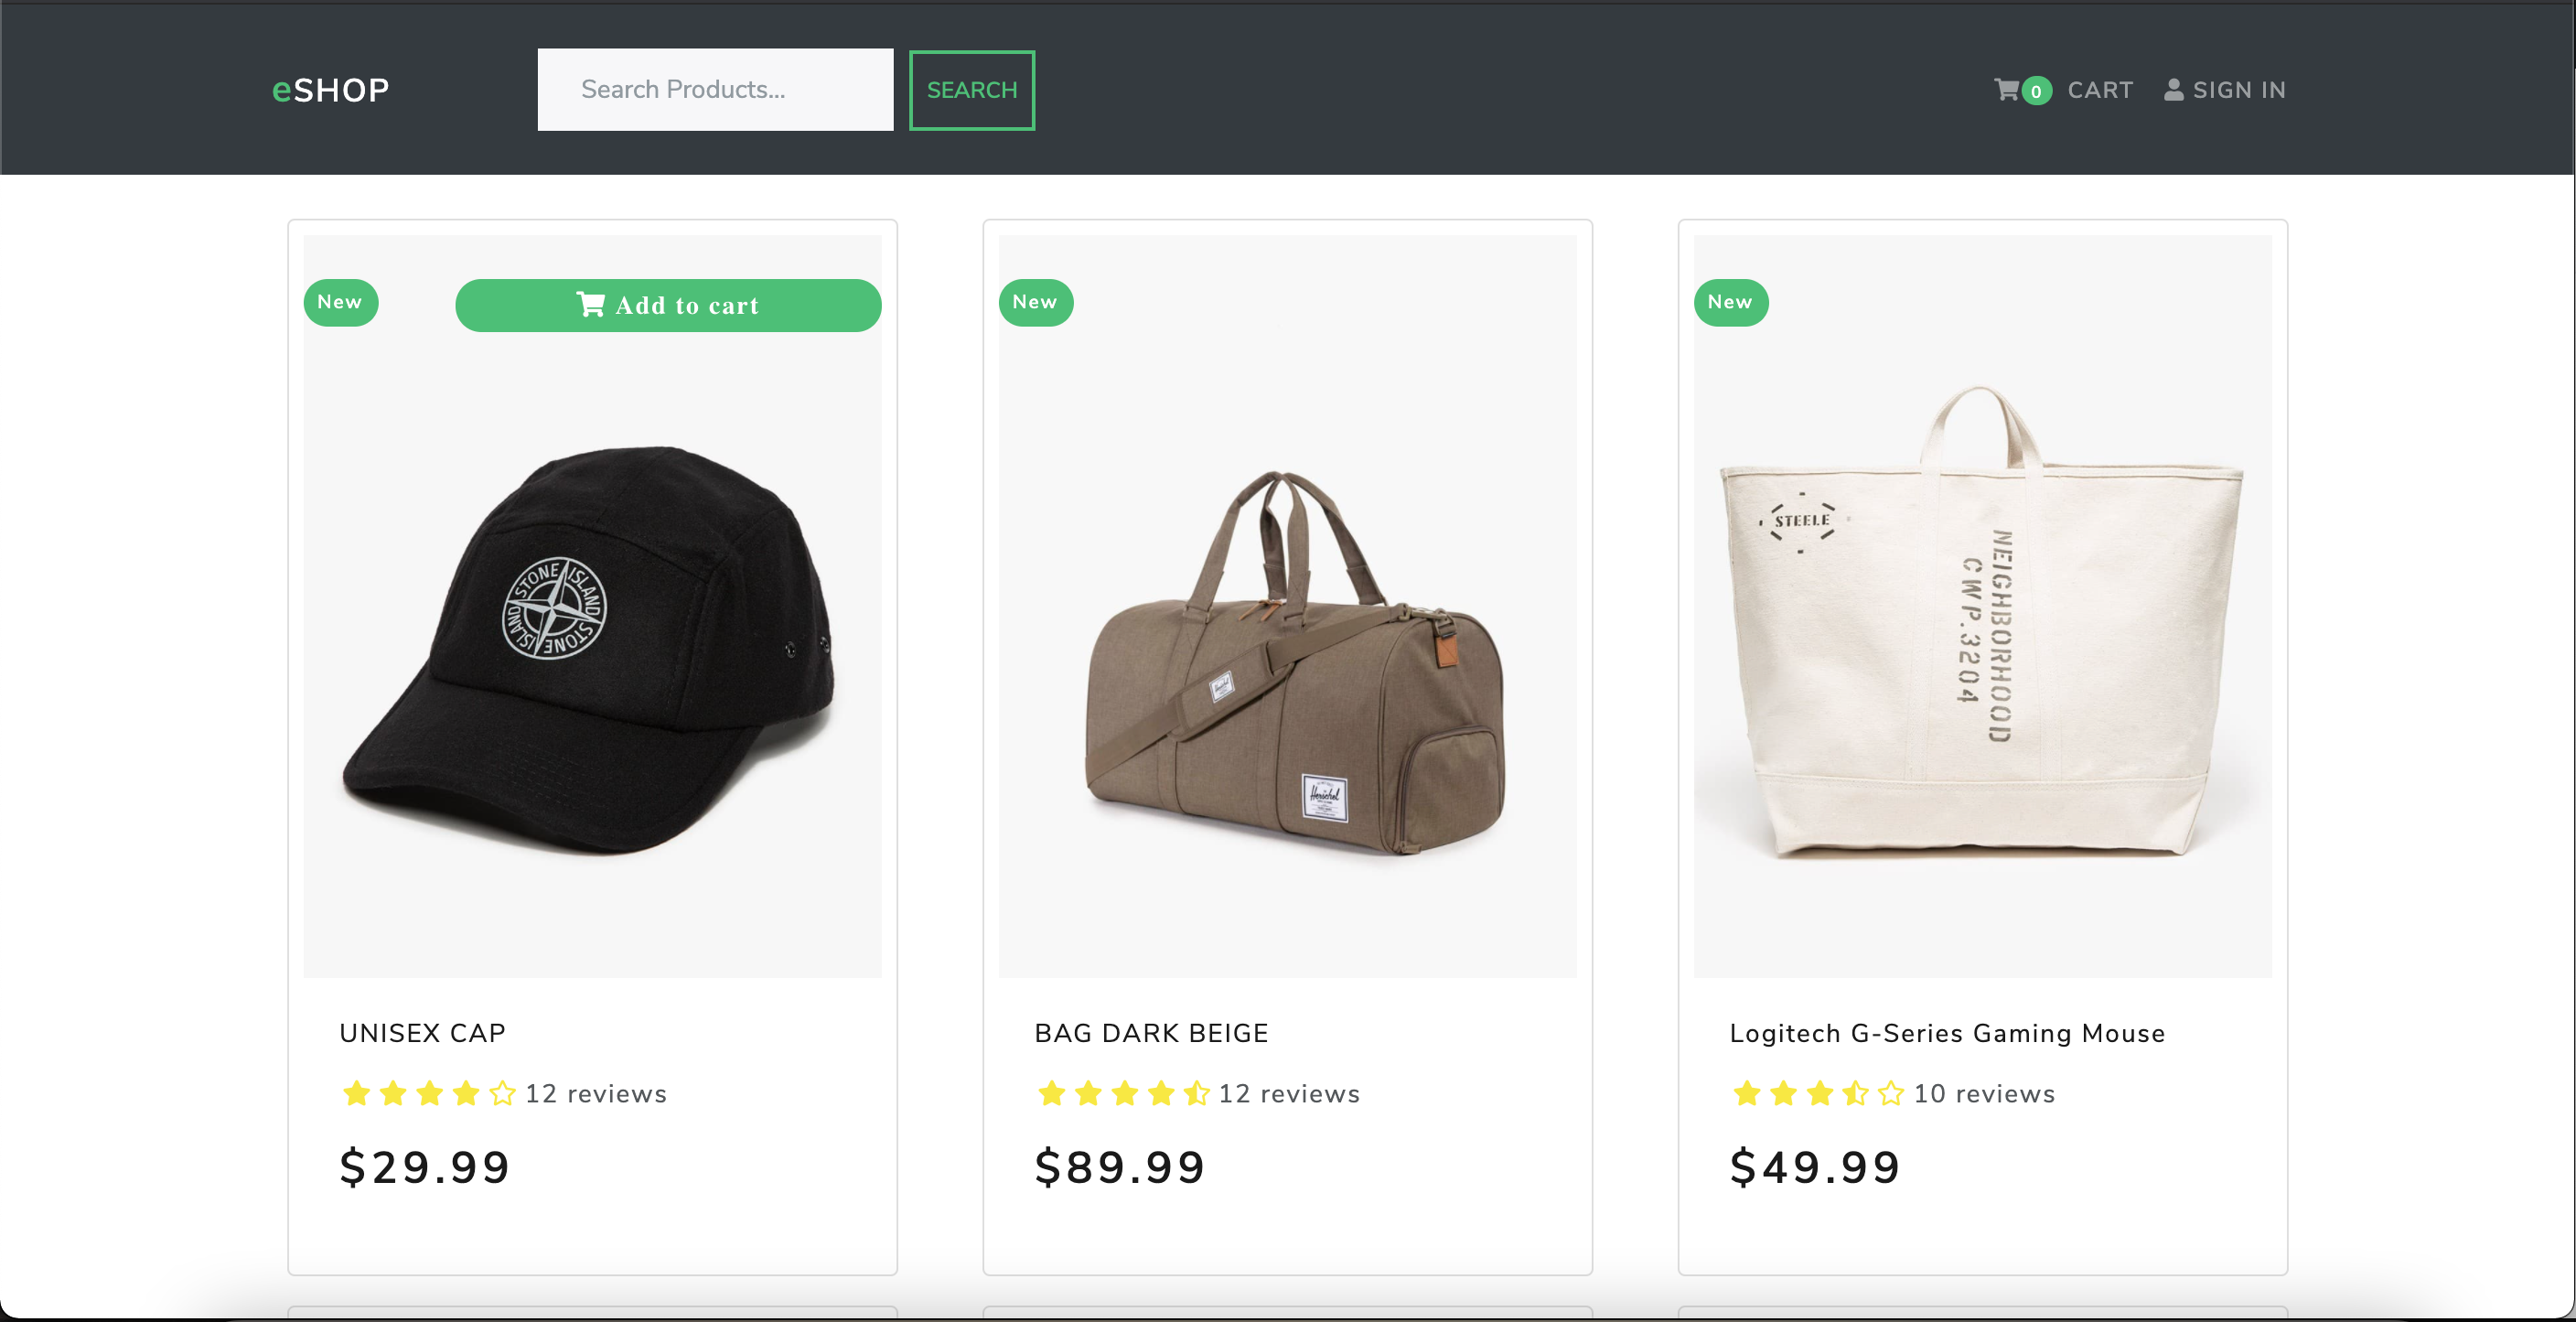 eSHOP
Search Products...
SEARCH
0 CART
SIGN IN
New
Add to cart
STONE ISLAND STONE ISLAND
UNISEX CAP
12 reviews
$29.99
New
Herschel
BAG DARK BEIGE
12 reviews
$89.99
New
STEELE
NEIGHBORHOOD
CWP.3204
Logitech G-Series Gaming Mouse
10 reviews
$49.99